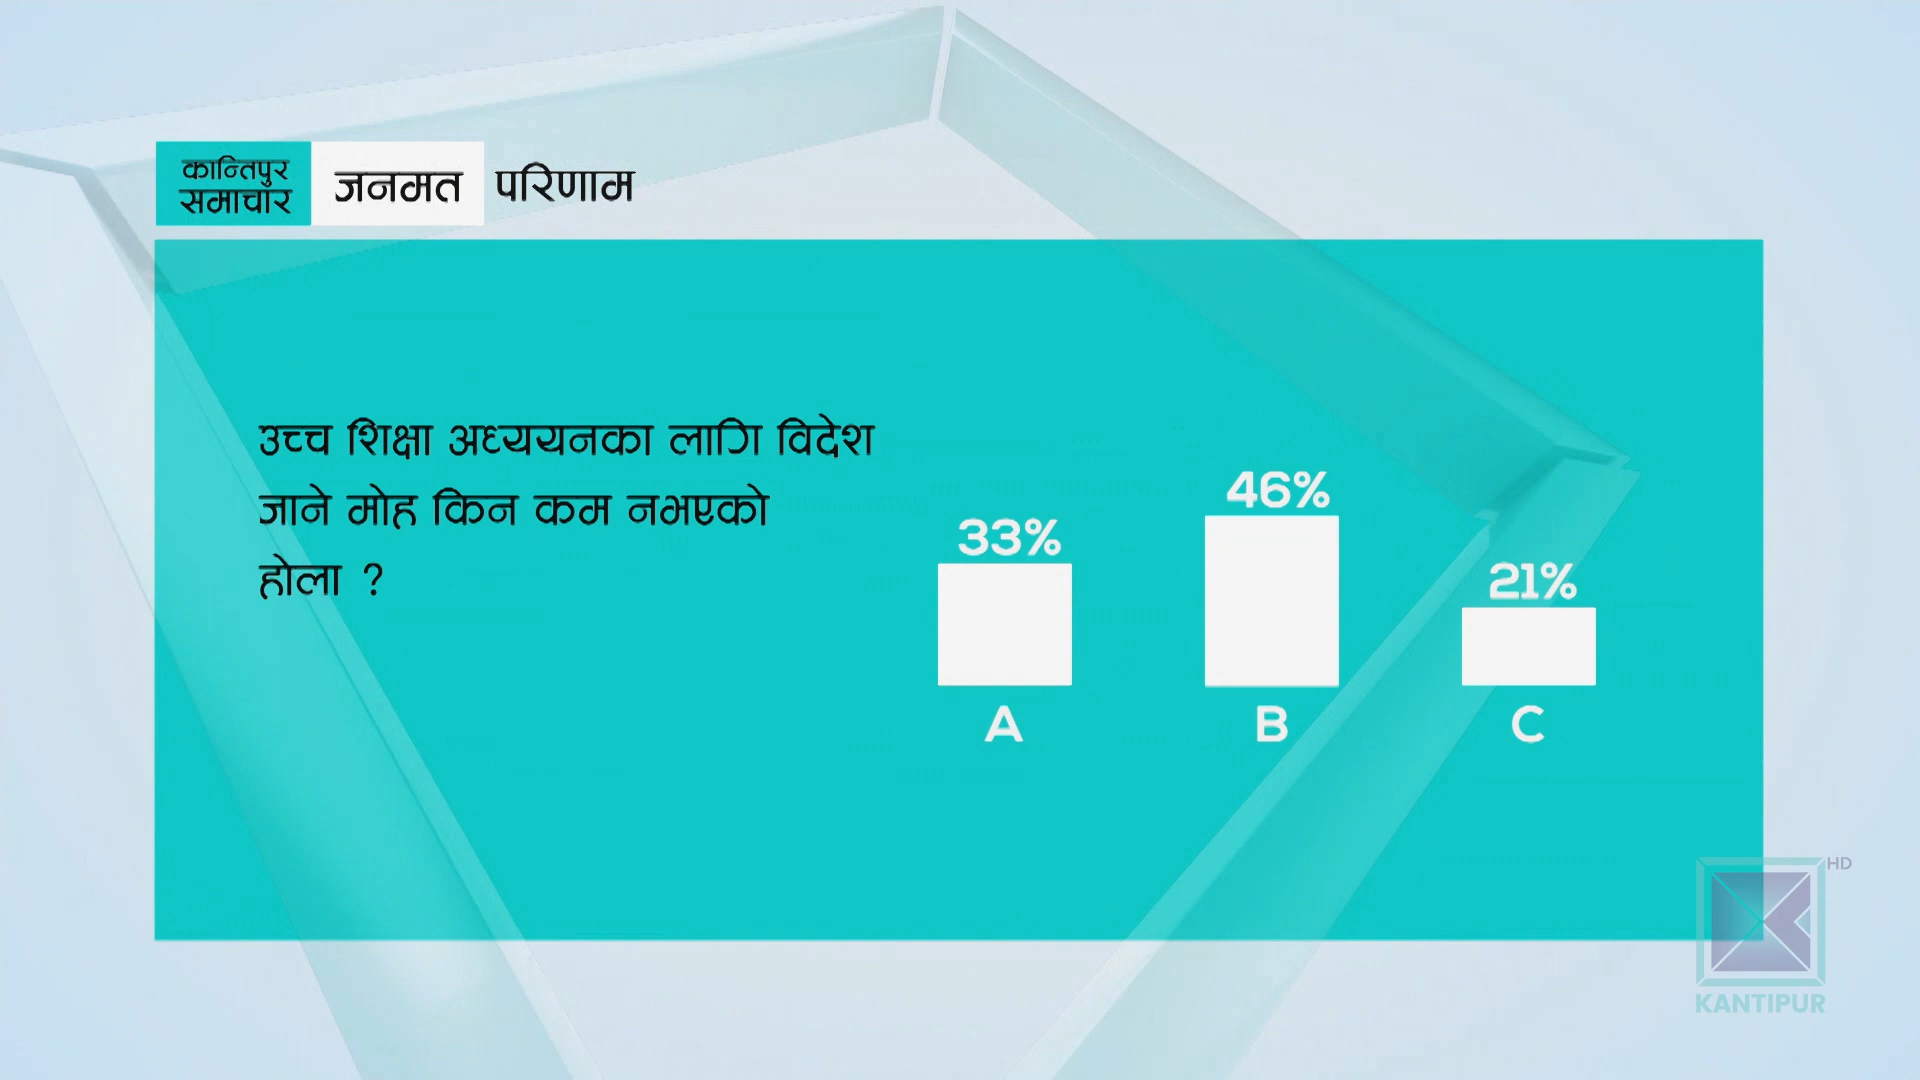 कान्तिपुर
समाचार
जनमत परिणाम
उच्च शिक्षा अध्ययनका लागि विदेश
जाने मोह किन कम नभएको
होला ?
33%
46%
21%
A
B
C
HD
KANTIPUR